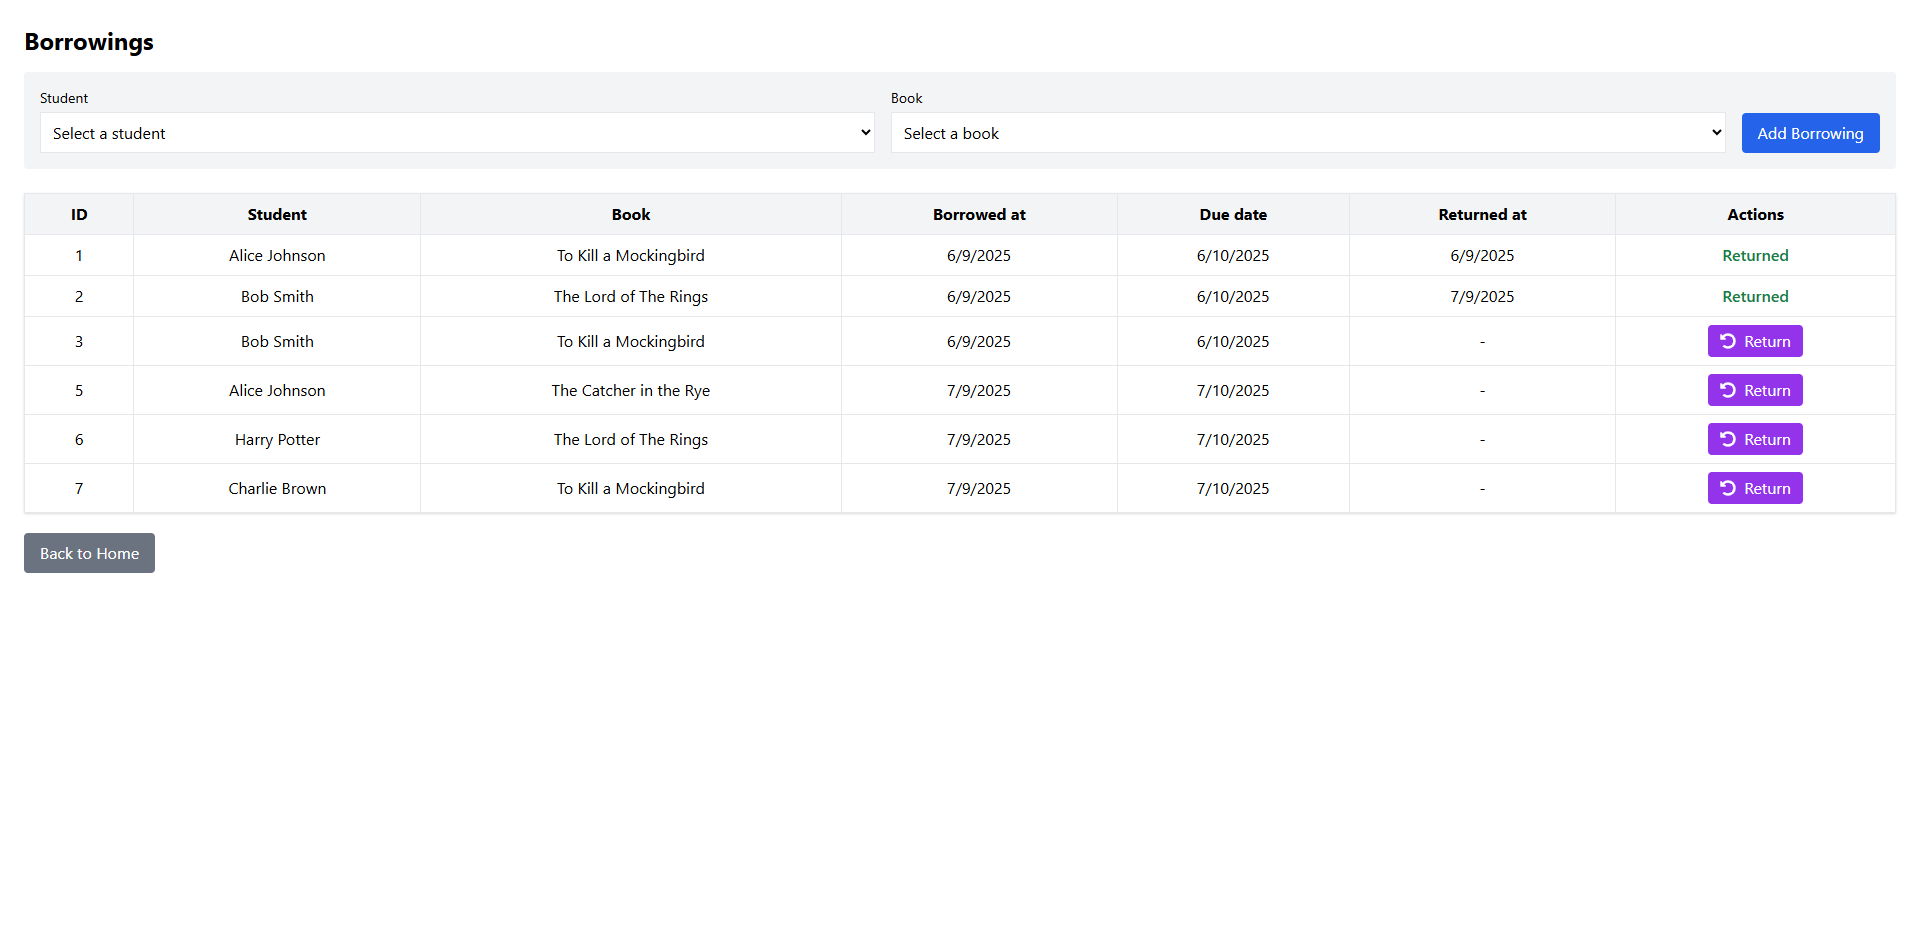 Borrowings
Student Book
Select a student Select a book Add Borrowing
ID Student Book Borrowed at Due date Returned at Actions
1 Alice Johnson To Kill a Mockingbird 6/9/2025 6/10/2025 6/9/2025 Returned
2 Bob Smith The Lord of The Rings 6/9/2025 6/10/2025 7/9/2025 Returned
3 Bob Smith To Kill a Mockingbird 6/9/2025 6/10/2025 - Return
5 Alice Johnson The Catcher in the Rye 7/9/2025 7/10/2025 - Return
6 Harry Potter The Lord of The Rings 7/9/2025 7/10/2025 - Return
7 Charlie Brown To Kill a Mockingbird 7/9/2025 7/10/2025 - Return
Back to Home